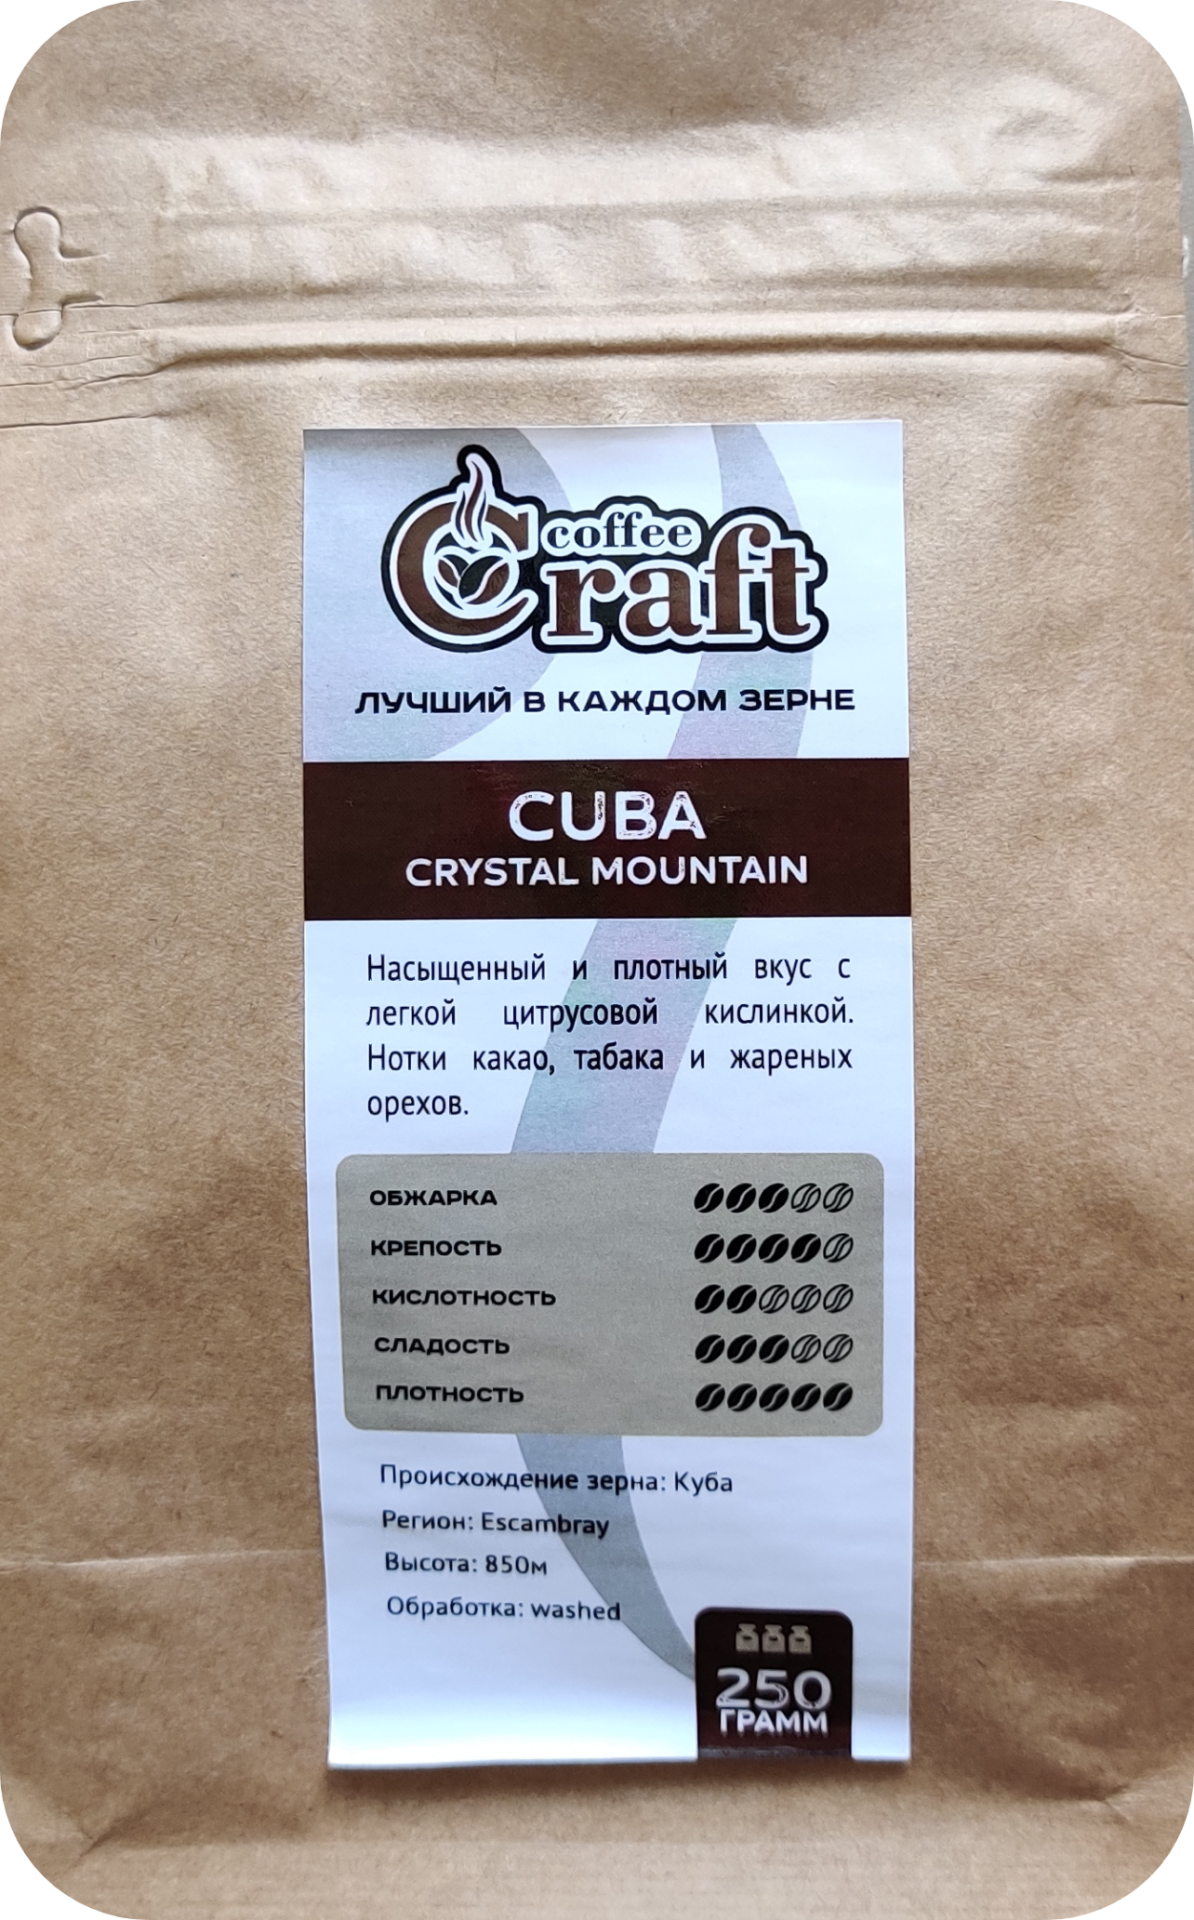 coffee
Craft
ЛУЧШИЙ В КАЖДОМ ЗЕРНЕ
CUBA
CRYSTAL MOUNTAIN
Насыщенный и плотный вкус с
легкой цитрусовой кислинкой.
Нотки какао, табака и жареных
орехов.
ОБЖАРКА
КРЕПОСТЬ
КИСЛОТНОСТЬ
СЛАДОСТЬ
ПЛОТНОСТЬ
Происхождение зерна: Куба
Регион: Escambray
Высота: 850м
Обработка: washed
250
ГРАММ